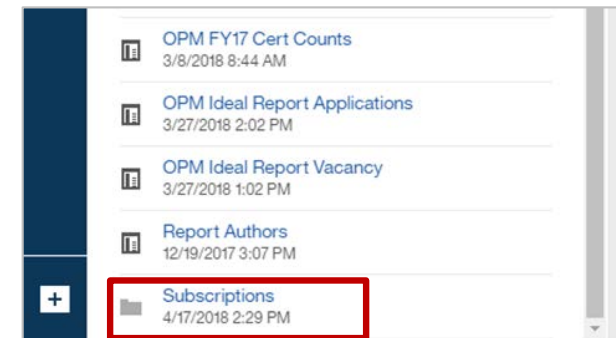 OPM FY17 Cert Counts
3/8/2018 8:44 AM
OPM Ideal Report Applications
3/27/2018 2:02 PM
OPM Ideal Report Vacancy
3/27/2018 1:02 PM
Report Authors
12/19/2017 3:07 PM
Subscriptions
4/17/2018 2:29 PM